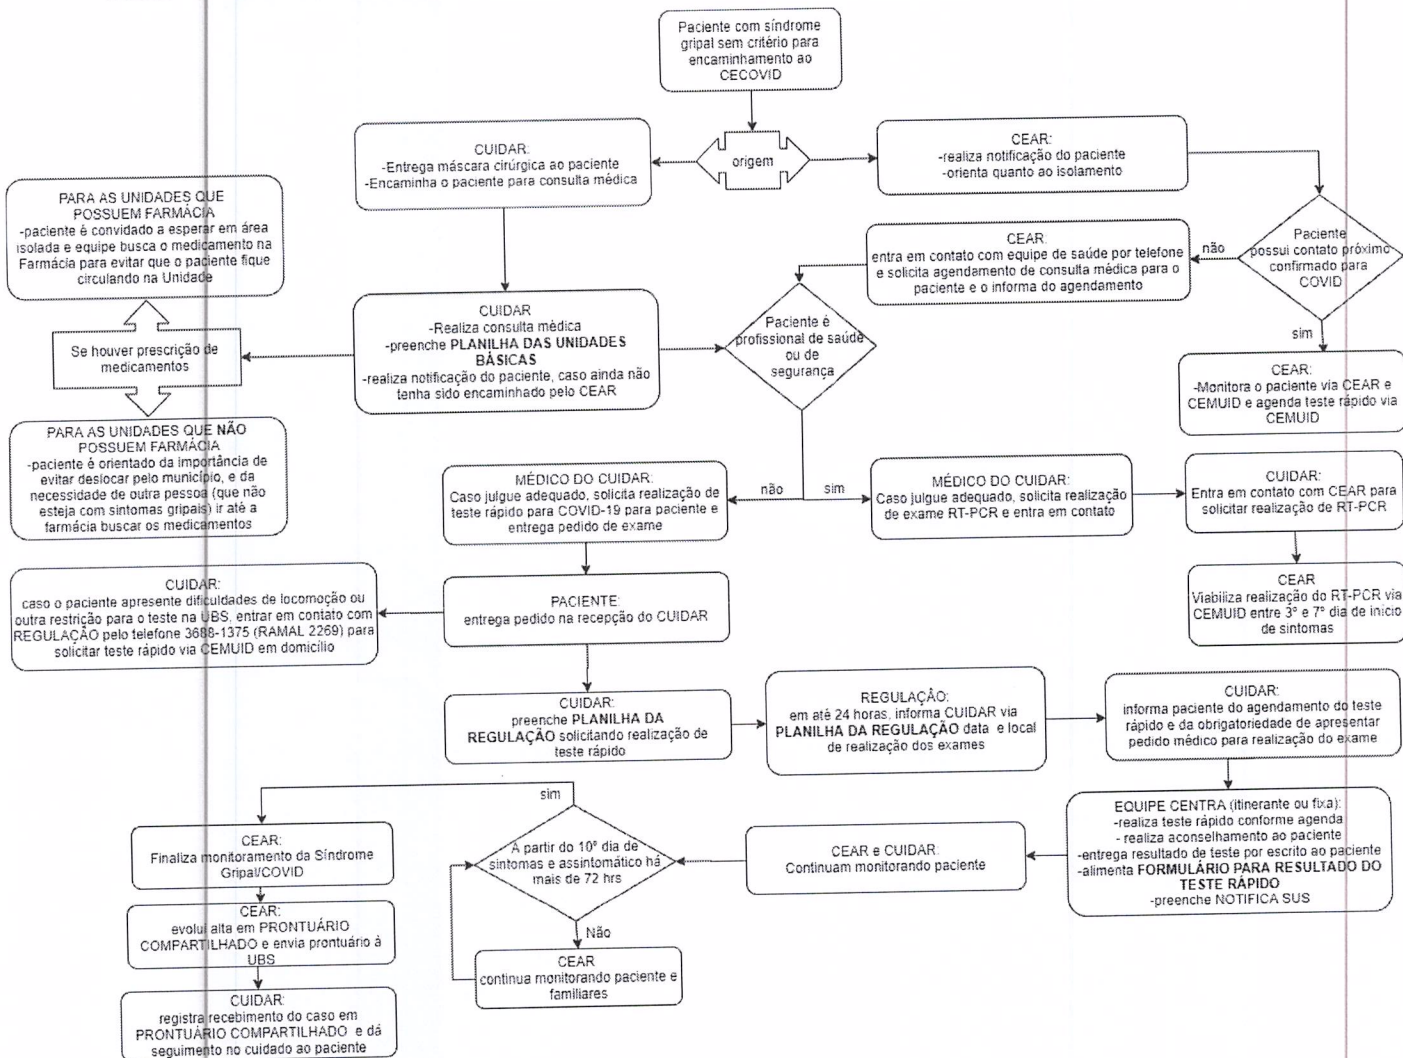 Paciente com síndrome
gripal sem critério para
encaminhamento ao
CECOVID
origem
CUIDAR:
-Entrega máscara cirúrgica ao paciente
-Encaminha o paciente para consulta médica
CEAR:
-realiza notificação do paciente
-orienta quanto ao isolamento
Paciente
possui contato próximo
confirmado para
COVID
não
sim
CEAR:
entra em contato com equipe de saúde por telefone
e solicita agendamento de consulta médica para o
paciente e o informa do agendamento
CEAR:
-Monitora o paciente via CEAR e
CEMUID e agenda teste rápido via
CEMUID
PARA AS UNIDADES QUE
POSSUEM FARMÁCIA
-paciente é convidado a esperar em área
isolada e equipe busca o medicamento na
Farmácia para evitar que o paciente fique
circulando na Unidade
Se houver prescrição de
medicamentos
PARA AS UNIDADES QUE NÃO
POSSUEM FARMÁCIA
-paciente é orientado da importância de
evitar deslocar pelo município, e da
necessidade de outra pessoa (que não
esteja com sintomas gripais) ir até a
farmácia buscar os medicamentos
CUIDAR
-Realiza consulta médica
-preenche PLANILHA DAS UNIDADES
BÁSICAS
-realiza notificação do paciente, caso ainda não
tenha sido encaminhado pelo CEAR
Paciente é
profissional de saúde
ou de
segurança
não
sim
MÉDICO DO CUIDAR:
Caso julgue adequado, solicita realização de
teste rápido para COVID-19 para paciente e
entrega pedido de exame
MÉDICO DO CUIDAR:
Caso julgue adequado, solicita realização
de exame RT-PCR e entra em contato
CUIDAR:
Entra em contato com CEAR para
solicitar realização de RT-PCR
CEAR
Viabiliza realização do RT-PCR via
CEMUID entre 3º e 7º dia de inicio
de sintomas
PACIENTE:
entrega pedido na recepção do CUIDAR
CUIDAR:
caso o paciente apresente dificuldades de locomoção ou
outra restrição para o teste na UBS, entrar em contato com
REGULAÇÃO pelo telefone 3688-1375 (RAMAL 2269) para
solicitar teste rápido via CEMUID em domicílio
CUIDAR:
preenche PLANILHA DA
REGULAÇÃO solicitando realização de
teste rápido
REGULAÇÃO:
em até 24 horas, informa CUIDAR via
PLANILHA DA REGULAÇÃO data e local
de realização dos exames
CUIDAR:
informa paciente do agendamento do teste
rápido e da obrigatoriedade de apresentar
pedido médico para realização do exame
EQUIPE CENTRA (itinerante ou fixa):
-realiza teste rápido conforme agenda
- realiza aconselhamento ao paciente
-entrega resultado de teste por escrito ao paciente
-alimenta FORMULÁRIO PARA RESULTADO DO
TESTE RÁPIDO
-preenche NOTIFICA SUS
CEAR e CUIDAR:
Continuam monitorando paciente
A partir do 10º dia de
sintomas e assintomático há
mais de 72 hrs
sim
Não
CEAR
continua monitorando paciente e
familiares
CEAR:
Finaliza monitoramento da Síndrome
Gripal/COVID
CEAR:
evolui alta em PRONTUÁRIO
COMPARTILHADO e envia prontuário à
UBS
CUIDAR:
registra recebimento do caso em
PRONTUÁRIO COMPARTILHADO e dá
seguimento no cuidado ao paciente